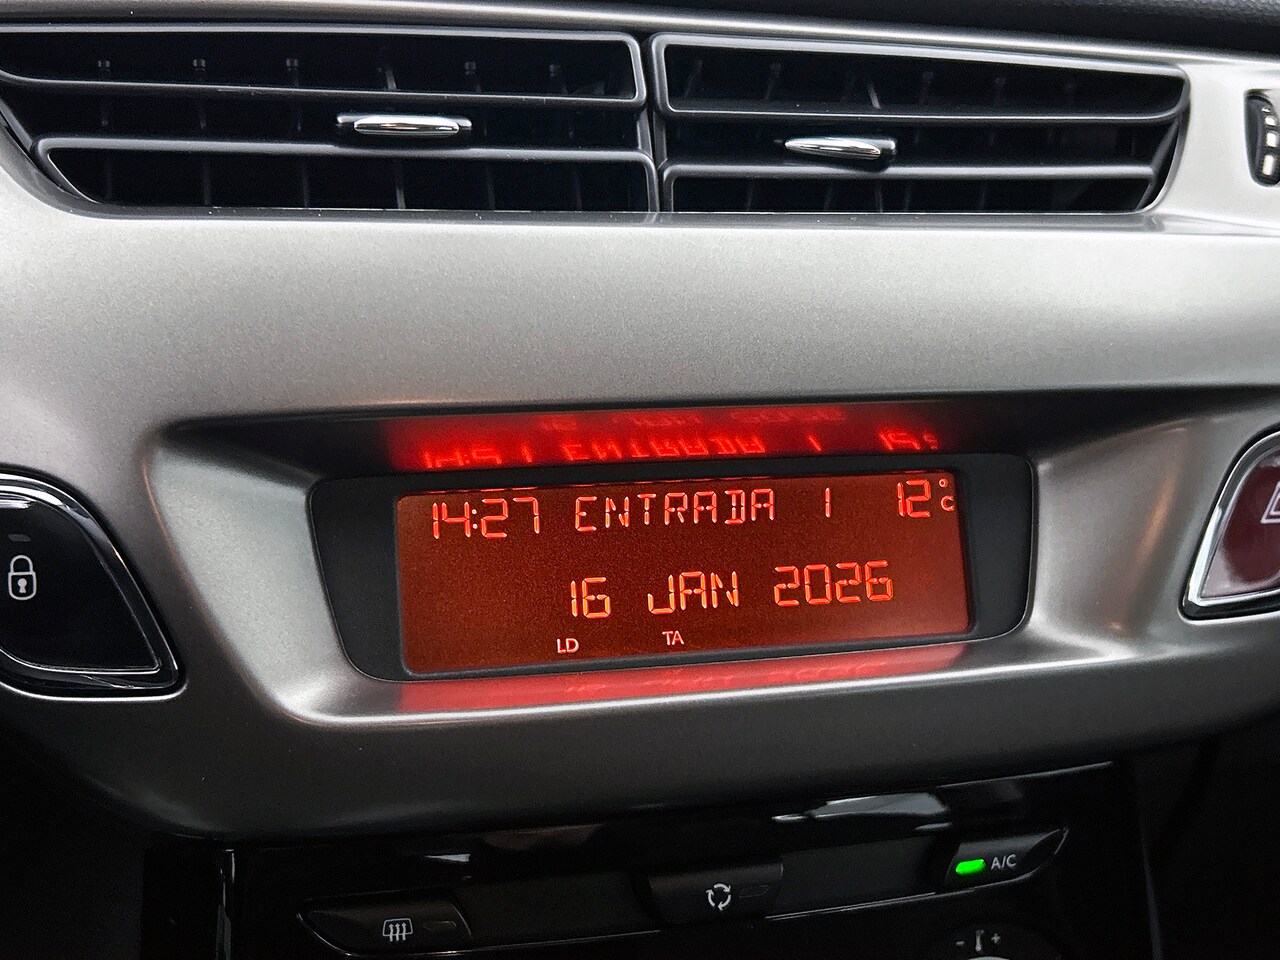 14:27 ENTRADA 1 12°C
16 JAN 2026
LD TA
A/C
- +